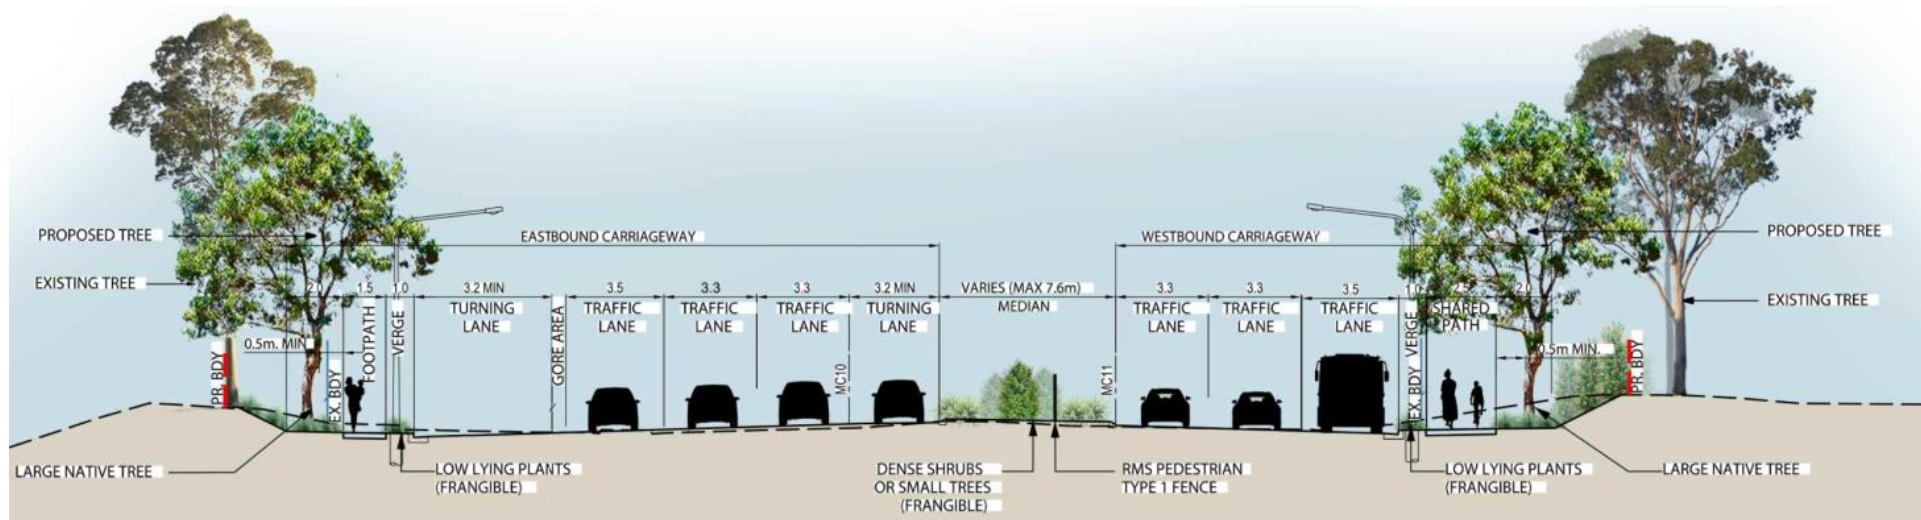 EASTBOUND CARRIAGEWAY
WESTBOUND CARRIAGEWAY
PROPOSED TREE
PROPOSED TREE
EXISTING TREE
EXISTING TREE
2.0
1.5
1.0
3.2 MIN
3.5
3.3
3.3
3.2 MIN
VARIES (MAX 7.6m)
3.3
3.3
3.5
1.0
2.5
2.0
FOOTPATH
VERGE
TURNING
LANE
GORE AREA
TRAFFIC
LANE
TRAFFIC
LANE
TRAFFIC
LANE
TURNING
LANE
MEDIAN
TRAFFIC
LANE
TRAFFIC
LANE
TRAFFIC
LANE
VERGE
SHARED
PATH
0.5m. MIN
0.5m MIN.
PR. BDY
EX. BDY
MC10
MC11
EX. BDY
PR. BDY
LARGE NATIVE TREE
LOW LYING PLANTS
(FRANGIBLE)
DENSE SHRUBS
OR SMALL TREES
(FRANGIBLE)
RMS PEDESTRIAN
TYPE 1 FENCE
LOW LYING PLANTS
(FRANGIBLE)
LARGE NATIVE TREE